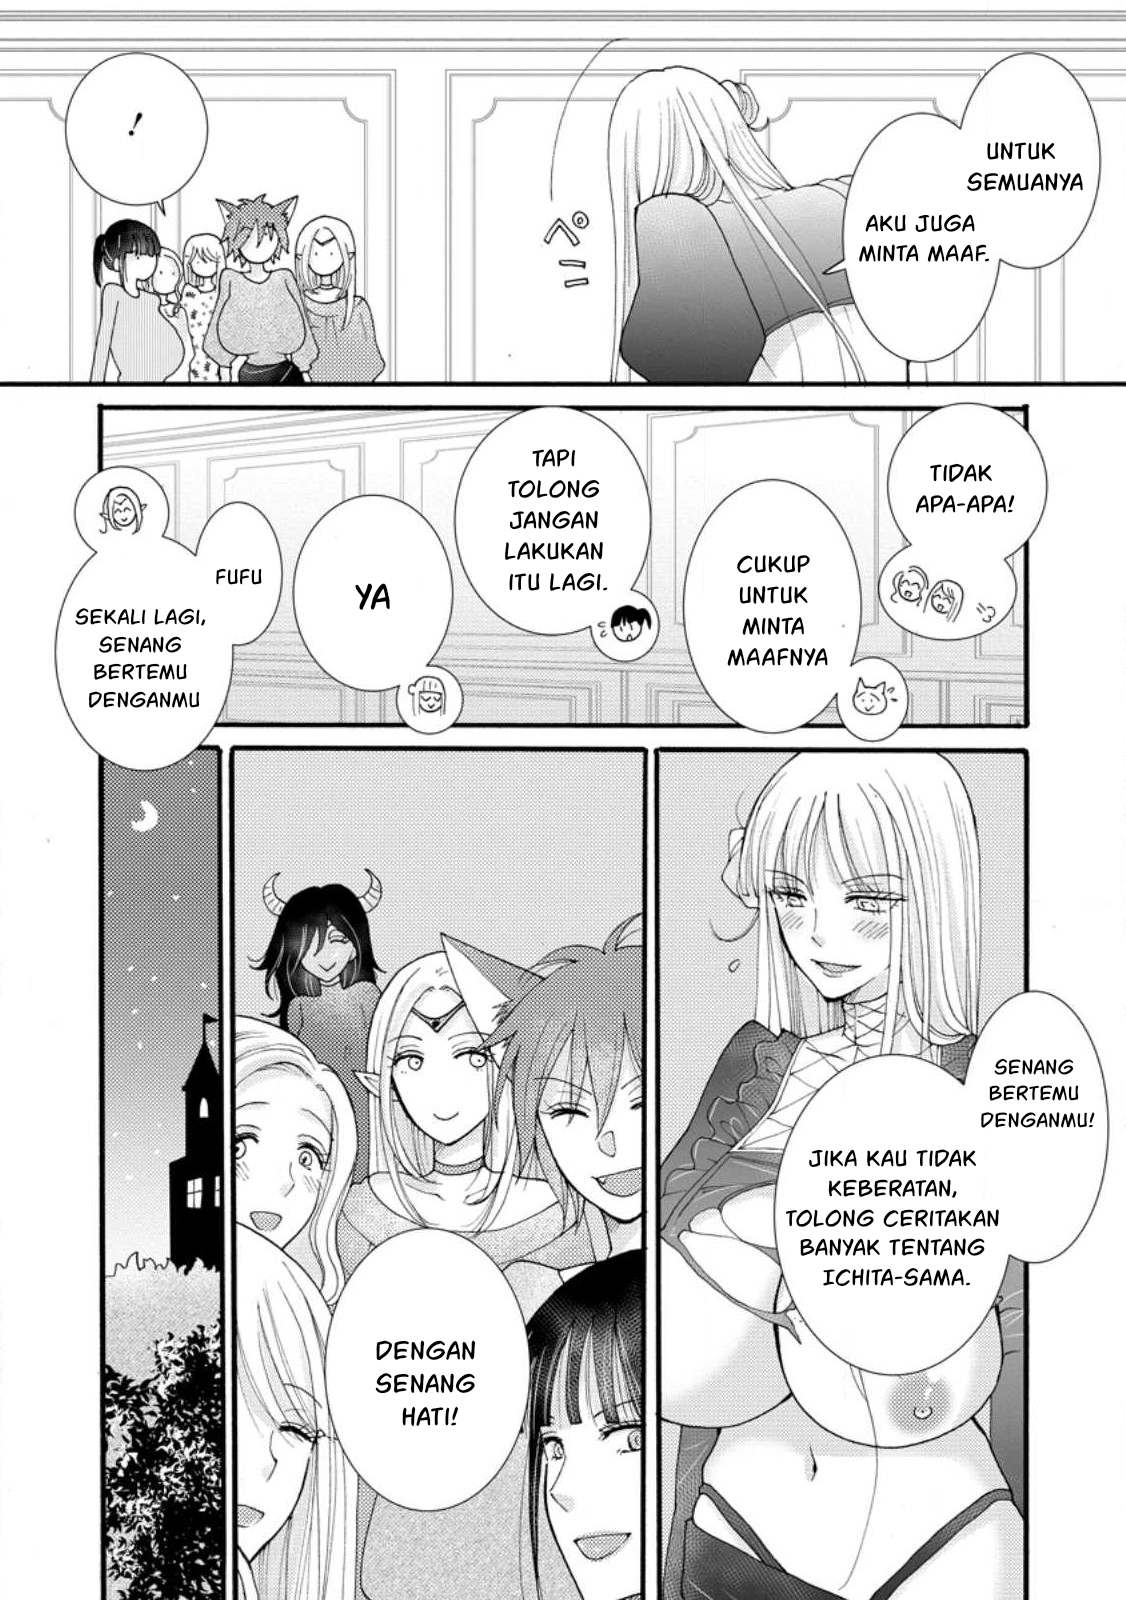 UNTUK
SEMUANYA
AKU JUGA
MINTA MAAF.
ペコ
!
TIDAK
APA-APA!
CUKUP
UNTUK
MINTA
MAAFNYA
TAPI
TOLONG
JANGAN
LAKUKAN
ITU LAGI.
YA
FUFU
SEKALI LAGI,
SENANG
BERTEMU
DENGANMU
SENANG
BERTEMU
DENGANMU!
JIKA KAU TIDAK
KEBERATAN,
TOLONG CERITAKAN
BANYAK TENTANG
ICHITA-SAMA.
DENGAN
SENANG
HATI!